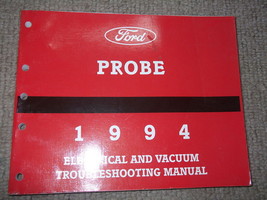 Ford
PROBE
1994
ELECTRICAL AND VACUUM
TROUBLESHOOTING MANUAL